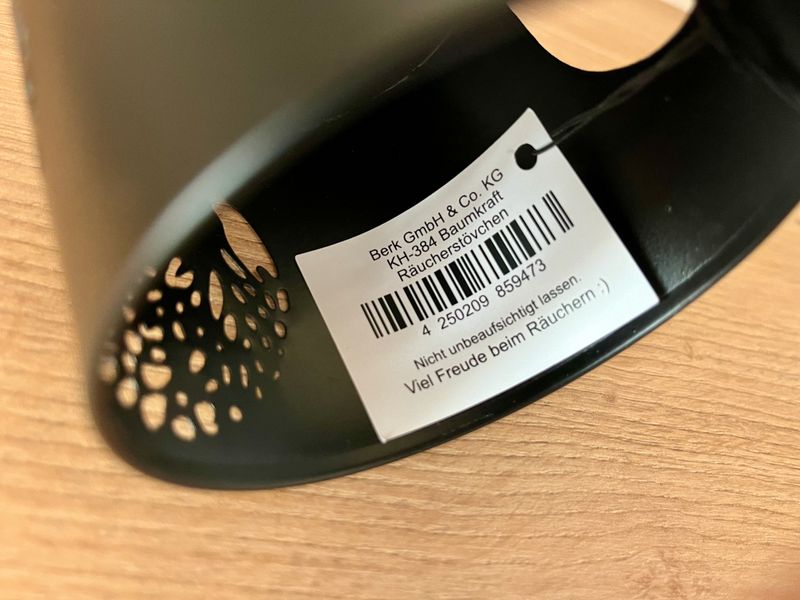 Berk GmbH & Co. KG
KH-384 Baumkraft
Räucherstövchen
4 250209 859473
Nicht unbeaufsichtigt lassen.
Viel Freude beim Räuchern :)